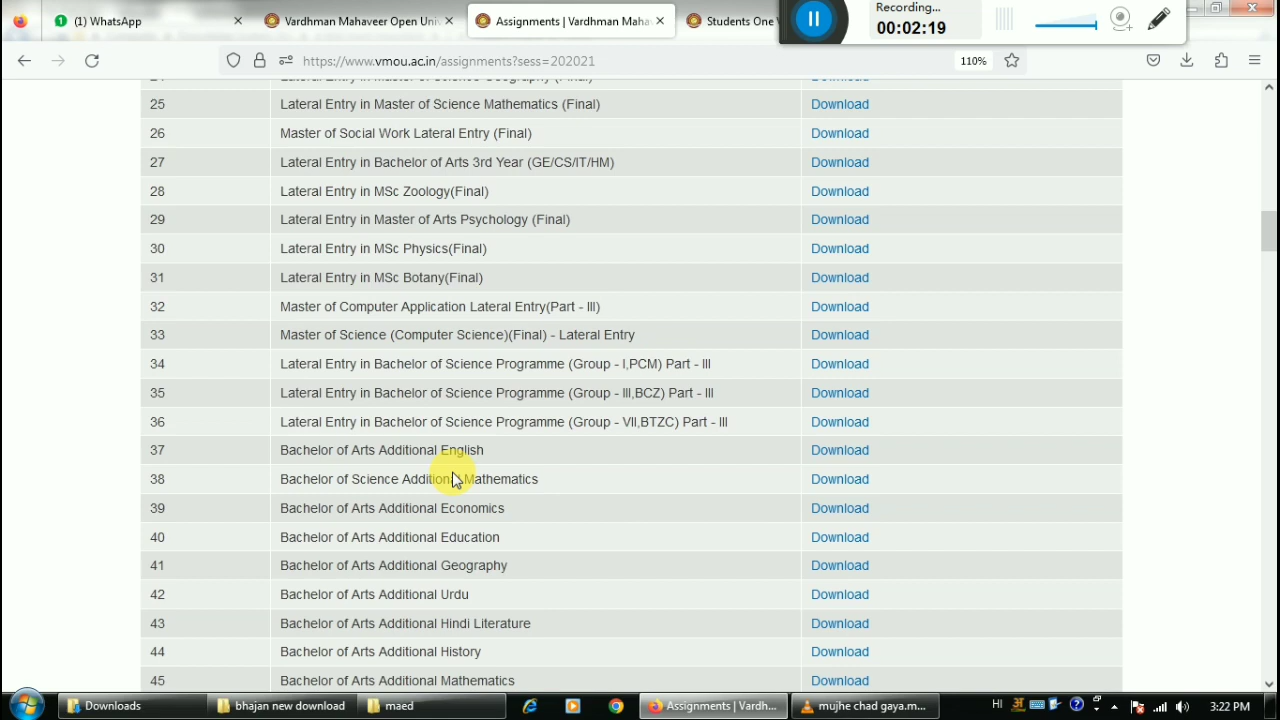 (1) WhatsApp
Vardhman Mahaveer Open Uni
Assignments | Vardhman Maha
Students One
Recording...
00:02:19
https://www.vmou.ac.in/assignments?sess=202021
110%
25 Lateral Entry in Master of Science Mathematics (Final) Download
26 Master of Social Work Lateral Entry (Final) Download
27 Lateral Entry in Bachelor of Arts 3rd Year (GE/CS/IT/HM) Download
28 Lateral Entry in MSc Zoology(Final) Download
29 Lateral Entry in Master of Arts Psychology (Final) Download
30 Lateral Entry in MSc Physics(Final) Download
31 Lateral Entry in MSc Botany(Final) Download
32 Master of Computer Application Lateral Entry(Part - III) Download
33 Master of Science (Computer Science)(Final) - Lateral Entry Download
34 Lateral Entry in Bachelor of Science Programme (Group - I,PCM) Part - III Download
35 Lateral Entry in Bachelor of Science Programme (Group - III,BCZ) Part - III Download
36 Lateral Entry in Bachelor of Science Programme (Group - VII,BTZC) Part - III Download
37 Bachelor of Arts Additional English Download
38 Bachelor of Science Additional Mathematics Download
39 Bachelor of Arts Additional Economics Download
40 Bachelor of Arts Additional Education Download
41 Bachelor of Arts Additional Geography Download
42 Bachelor of Arts Additional Urdu Download
43 Bachelor of Arts Additional Hindi Literature Download
44 Bachelor of Arts Additional History Download
45 Bachelor of Arts Additional Mathematics Download
Downloads bhajan new download msed Assignments | Vardh... mujhe chad gaya.m... HI 3:22 PM